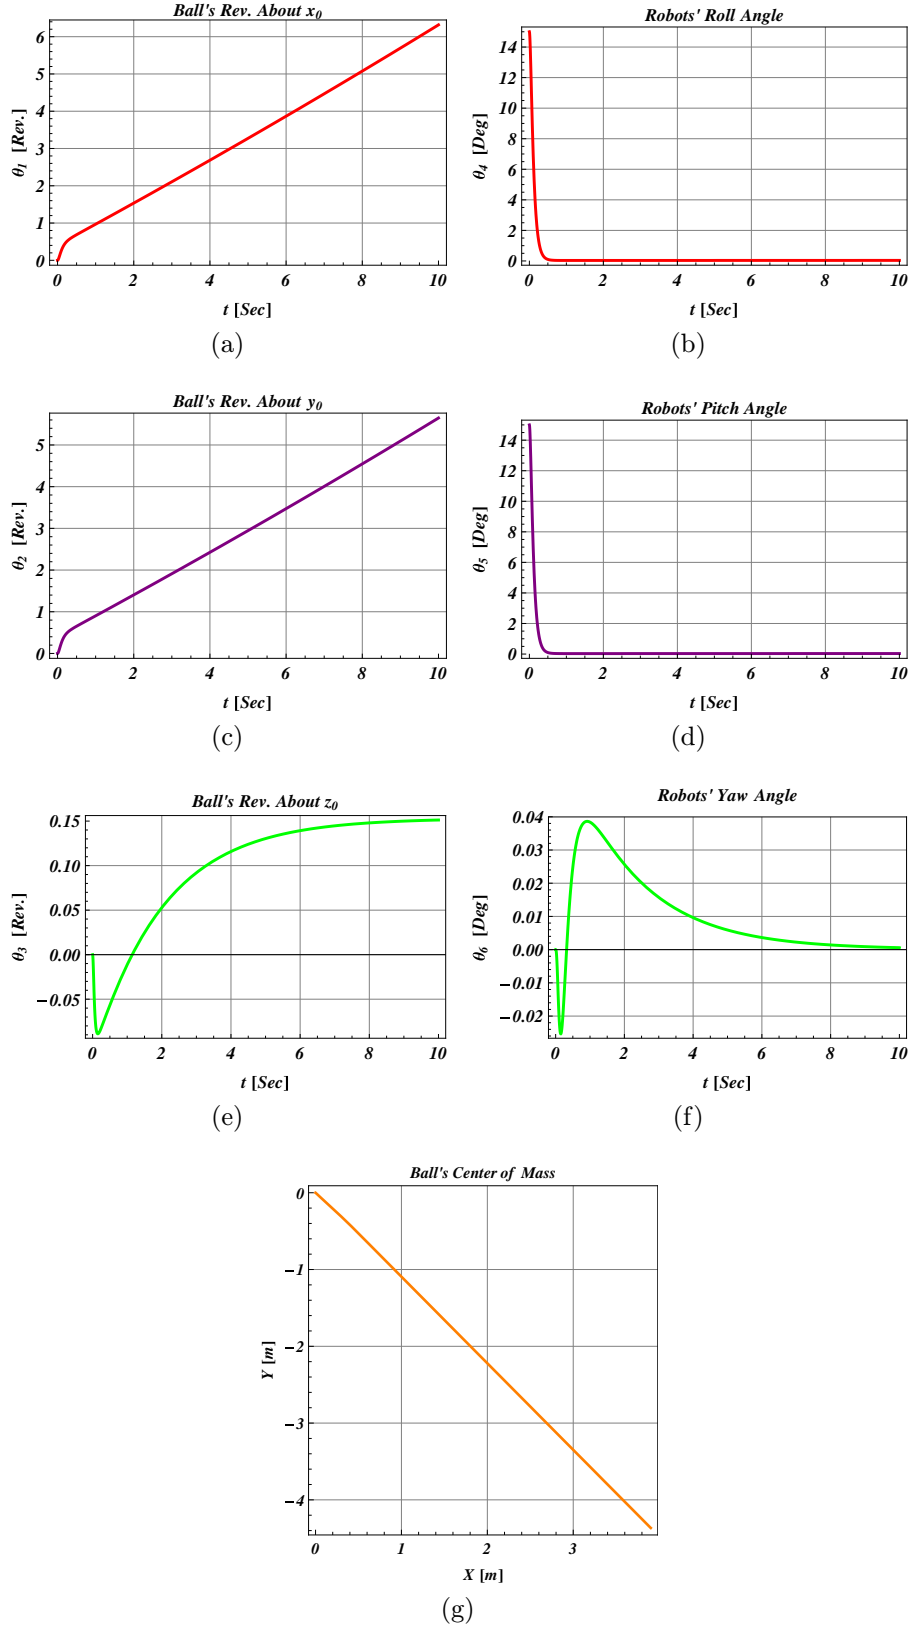 Ball's Rev. About x0
θ1 [Rev.]
6
5
4
3
2
1
0
0 2 4 6 8 10
t [Sec]
(a)
Robots' Roll Angle
θ4 [Deg]
14
12
10
8
6
4
2
0
0 2 4 6 8 10
t [Sec]
(b)
Ball's Rev. About y0
θ2 [Rev.]
5
4
3
2
1
0
0 2 4 6 8 10
t [Sec]
(c)
Robots' Pitch Angle
θ5 [Deg]
14
12
10
8
6
4
2
0
0 2 4 6 8 10
t [Sec]
(d)
Ball's Rev. About z0
θ3 [Rev.]
0.15
0.10
0.05
0.00
−0.05
0 2 4 6 8 10
t [Sec]
(e)
Robots' Yaw Angle
θ6 [Deg]
0.04
0.03
0.02
0.01
0.00
−0.01
−0.02
0 2 4 6 8 10
t [Sec]
(f)
Ball's Center of Mass
Y [m]
0
−1
−2
−3
−4
0 1 2 3
X [m]
(g)